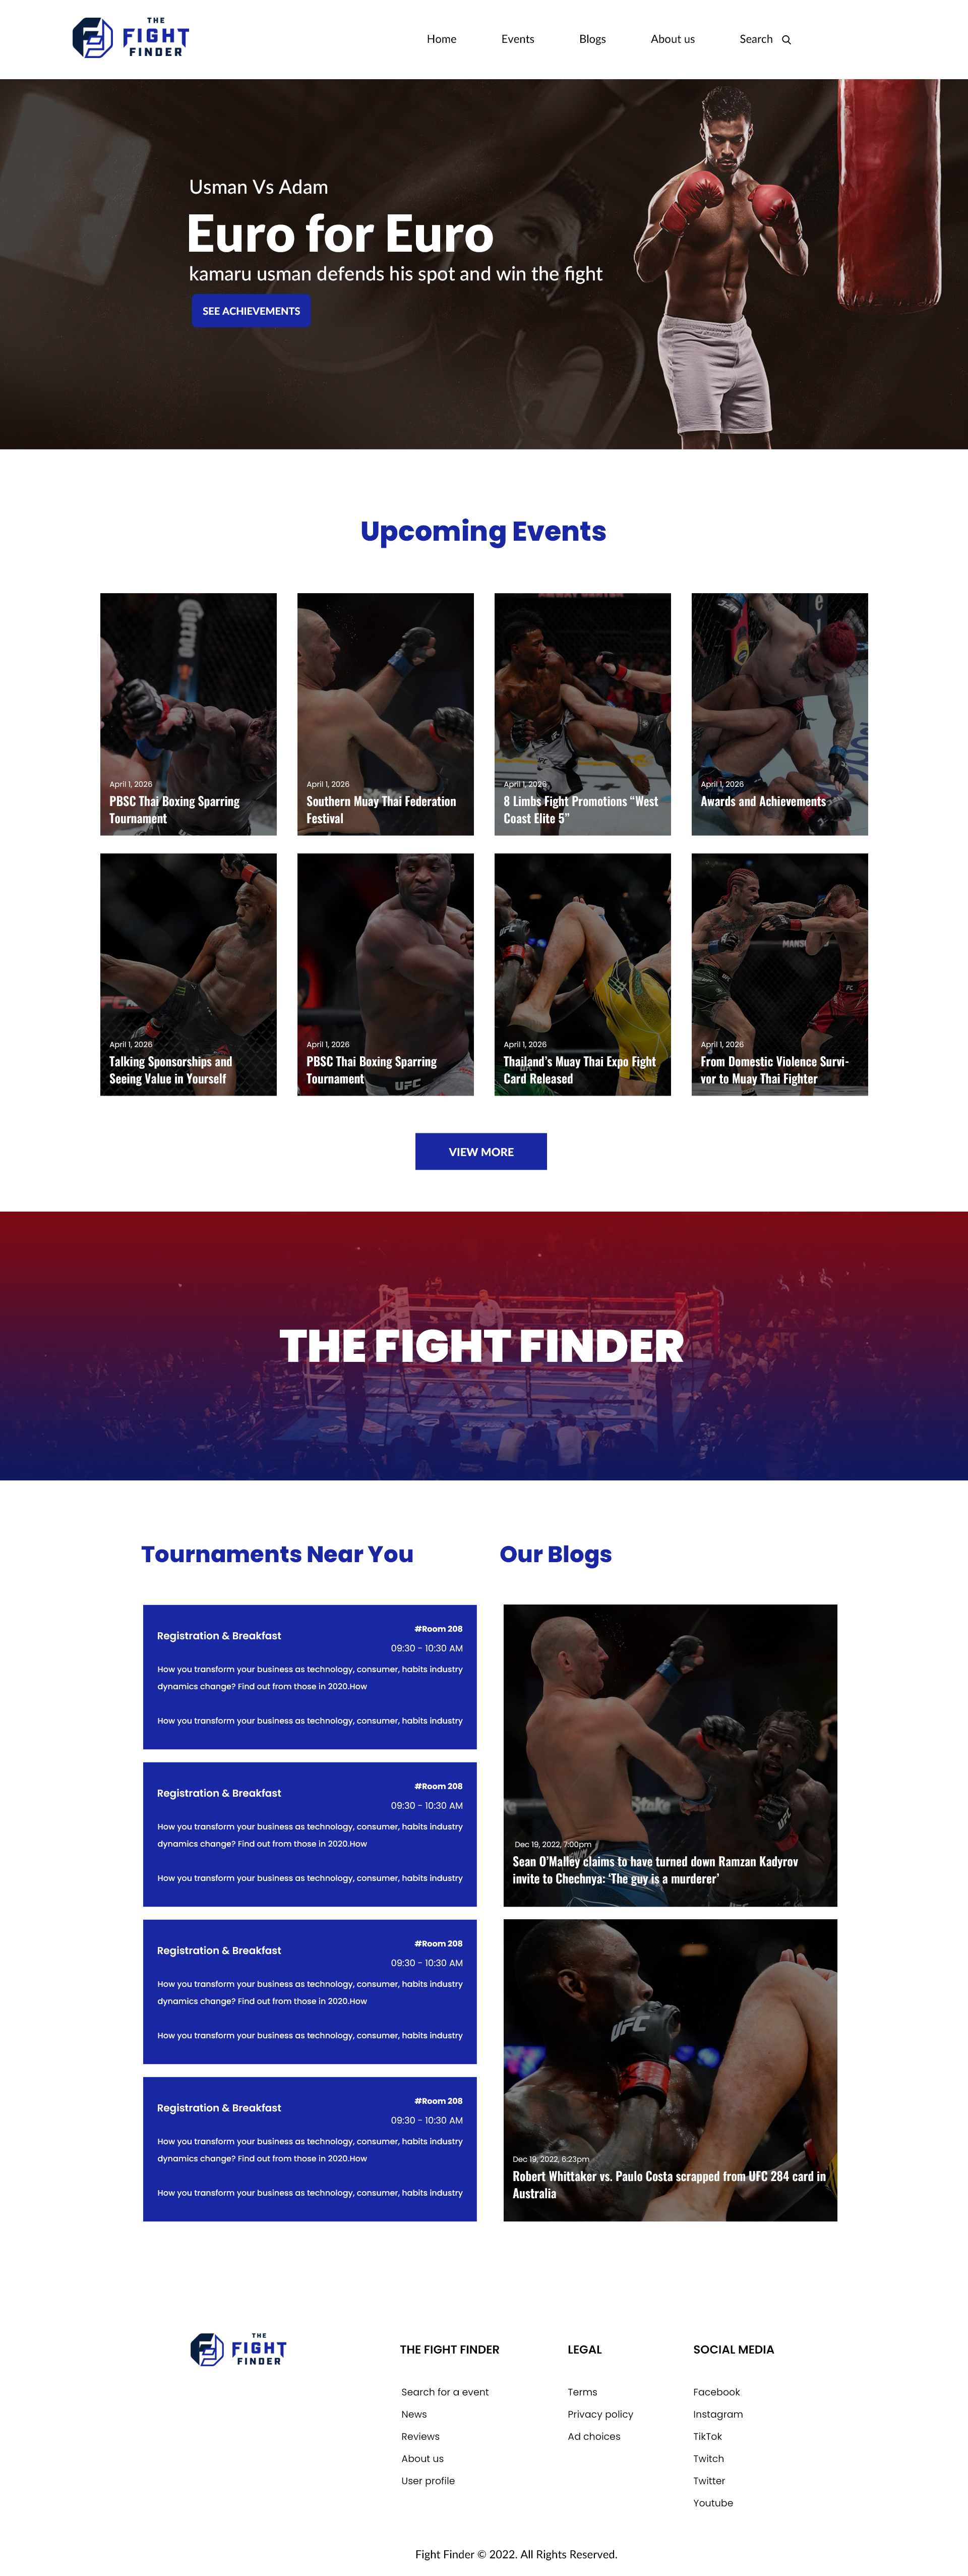 THE
FIGHT
FINDER
Home
Events
Blogs
About us
Search
Usman Vs Adam
Euro for Euro
kamaru usman defends his spot and win the fight
SEE ACHIEVEMENTS
Upcoming Events
April 1, 2026
PBSC Thai Boxing Sparring
Tournament
April 1, 2026
Southern Muay Thai Federation
Festival
April 1, 2026
8 Limbs Fight Promotions “West
Coast Elite 5”
April 1, 2026
Awards and Achievements
April 1, 2026
Talking Sponsorships and
Seeing Value in Yourself
April 1, 2026
PBSC Thai Boxing Sparring
Tournament
UFC
April 1, 2026
Thailand’s Muay Thai Expo Fight
Card Released
April 1, 2026
From Domestic Violence Survi-
vor to Muay Thai Fighter
VIEW MORE
THE FIGHT FINDER
Tournaments Near You
Registration & Breakfast
#Room 208
09:30 - 10:30 AM
How you transform your business as technology, consumer, habits industry
dynamics change? Find out from those in 2020.How
How you transform your business as technology, consumer, habits industry
Registration & Breakfast
#Room 208
09:30 - 10:30 AM
How you transform your business as technology, consumer, habits industry
dynamics change? Find out from those in 2020.How
How you transform your business as technology, consumer, habits industry
Registration & Breakfast
#Room 208
09:30 - 10:30 AM
How you transform your business as technology, consumer, habits industry
dynamics change? Find out from those in 2020.How
How you transform your business as technology, consumer, habits industry
Registration & Breakfast
#Room 208
09:30 - 10:30 AM
How you transform your business as technology, consumer, habits industry
dynamics change? Find out from those in 2020.How
How you transform your business as technology, consumer, habits industry
Our Blogs
Stake
UFC
Dec 19, 2022, 7:00pm
Sean O’Malley claims to have turned down Ramzan Kadyrov
invite to Chechnya: ‘The guy is a murderer’
UFC
Dec 19, 2022, 6:23pm
Robert Whittaker vs. Paulo Costa scrapped from UFC 284 card in
Australia
THE
FIGHT
FINDER
THE FIGHT FINDER
Search for a event
News
Reviews
About us
User profile
LEGAL
Terms
Privacy policy
Ad choices
SOCIAL MEDIA
Facebook
Instagram
TikTok
Twitch
Twitter
Youtube
Fight Finder © 2022. All Rights Reserved.